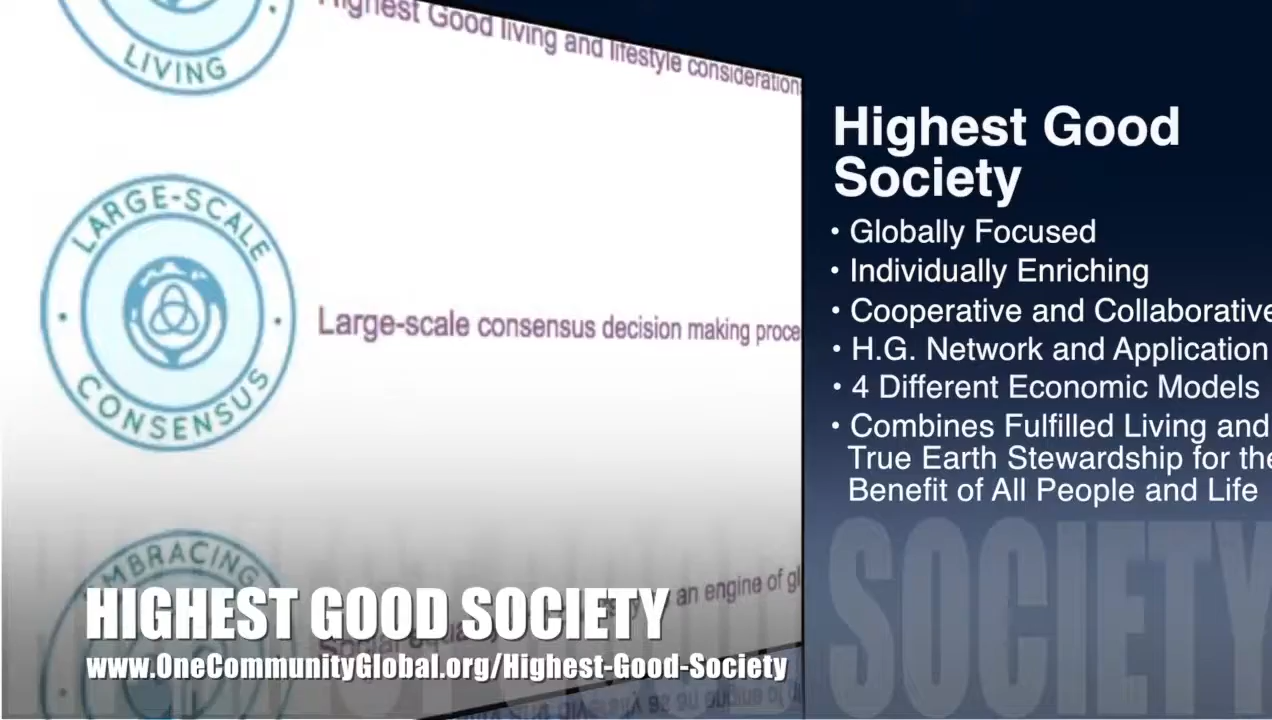 Highest Good living and lifestyle considerations
LIVING
LARGE-SCALE
CONSENSUS
Large-scale consensus decision making
EMBRACING
an engine of
HIGHEST GOOD SOCIETY
www.OneCommunityGlobal.org/Highest-Good-Society
Highest Good
Society
• Globally Focused
• Individually Enriching
• Cooperative and Collaborative
• H.G. Network and Application
• 4 Different Economic Models
• Combines Fulfilled Living and
True Earth Stewardship for the
Benefit of All People and Life
SOCIETY